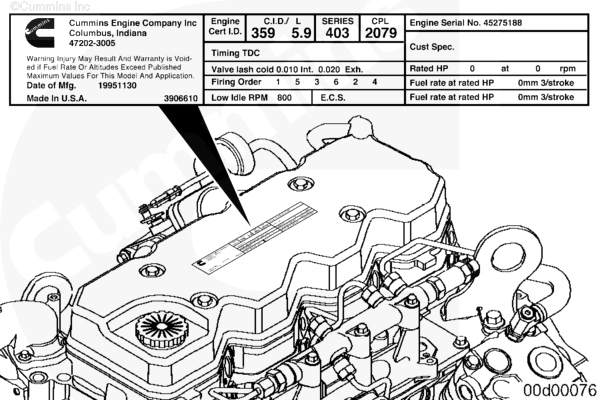 ©Cummins Inc
Cummins
Cummins Engine Company Inc
Columbus, Indiana
47202-3005
Warning Injury May Result And Warranty is Void-
ed if Fuel Rate Or Altitudes Exceed Published
Maximum Values For This Model And Application.
Date of Mfg. 19951130
Made in U.S.A. 3906610
Engine Cert I.D. C.I.D./ L 359 5.9 SERIES 403 CPL 2079
Timing TDC
Valve lash cold 0.010 Int. 0.020 Exh.
Firing Order 1 5 3 6 2 4
Low Idle RPM 800 E.C.S.
Engine Serial No. 45275188
Cust Spec.
Rated HP 0 at 0 rpm
Fuel rate at rated HP 0mm 3/stroke
Fuel rate at rated HP 0mm 3/stroke
Cummins
00d00076